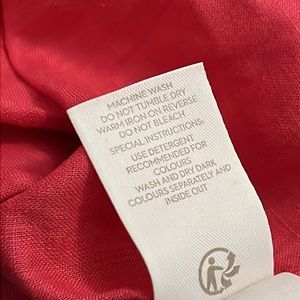 MACHINE WASH
DO NOT TUMBLE DRY
WARM IRON ON REVERSE
DO NOT BLEACH
SPECIAL INSTRUCTIONS:
USE DETERGENT
RECOMMENDED FOR
COLOURS
WASH AND DRY DARK
COLOURS SEPARATELY AND
INSIDE OUT